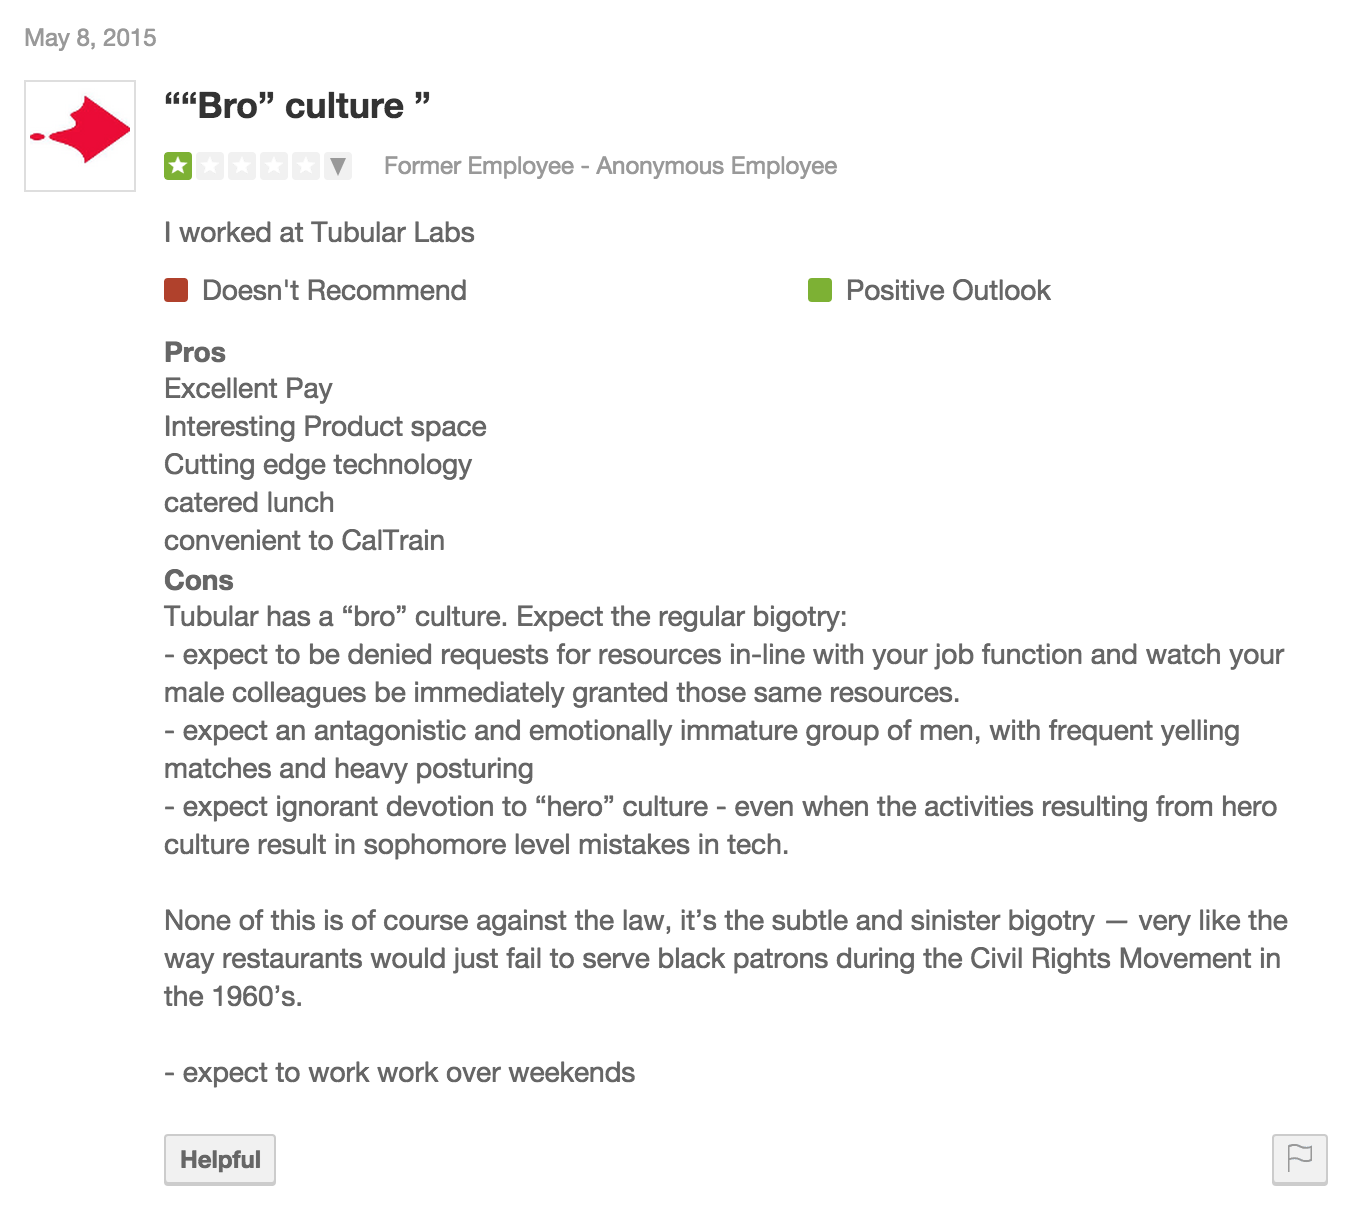 May 8, 2015
““Bro” culture ”
Former Employee - Anonymous Employee
I worked at Tubular Labs
Doesn't Recommend
Positive Outlook
Pros
Excellent Pay
Interesting Product space
Cutting edge technology
catered lunch
convenient to CalTrain
Cons
Tubular has a “bro” culture. Expect the regular bigotry:
- expect to be denied requests for resources in-line with your job function and watch your
male colleagues be immediately granted those same resources.
- expect an antagonistic and emotionally immature group of men, with frequent yelling
matches and heavy posturing
- expect ignorant devotion to “hero” culture - even when the activities resulting from hero
culture result in sophomore level mistakes in tech.
None of this is of course against the law, it’s the subtle and sinister bigotry — very like the
way restaurants would just fail to serve black patrons during the Civil Rights Movement in
the 1960’s.
- expect to work work over weekends
Helpful